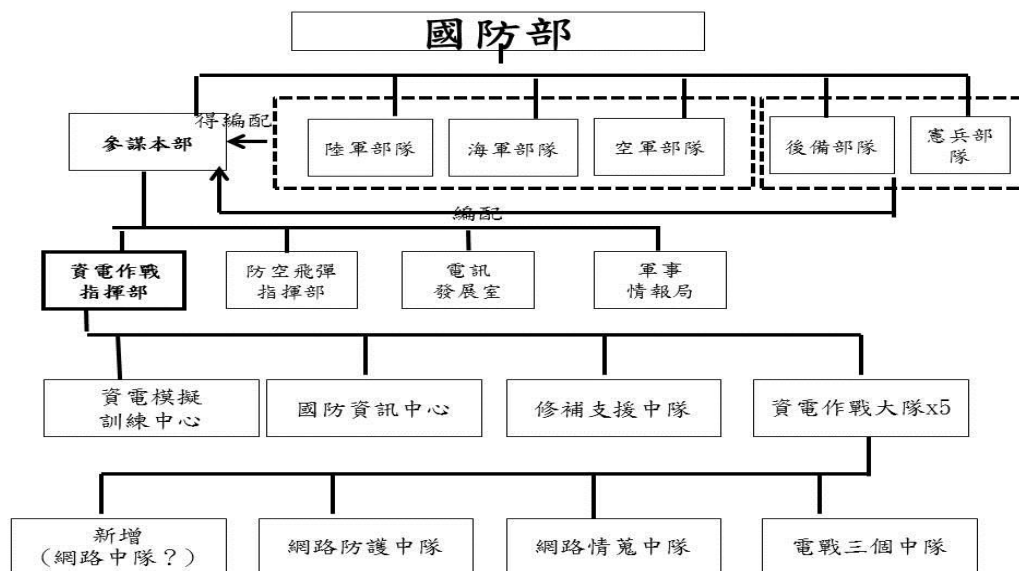 國防部
得編配
參謀本部
陸軍部隊
海軍部隊
空軍部隊
後備部隊
憲兵部
隊
編配
資電作戰
指揮部
防空飛彈
指揮部
電訊
發展室
軍事
情報局
資電模擬
訓練中心
國防資訊中心
修補支援中隊
資電作戰大隊x5
新增
（網路中隊？）
網路防護中隊
網路情蒐中隊
電戰三個中隊